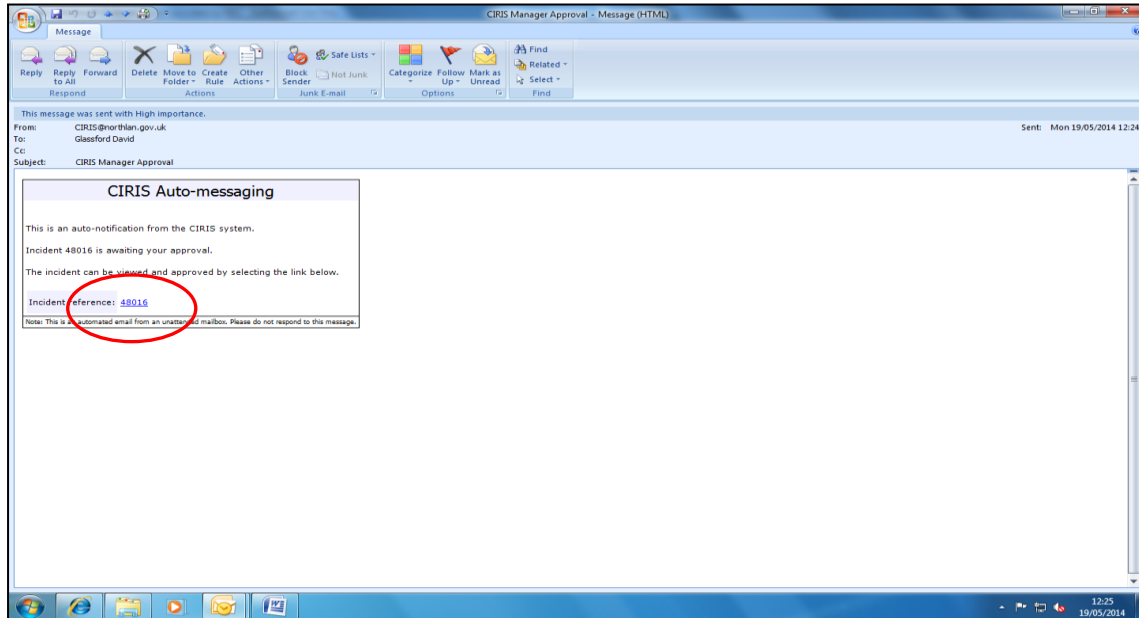 CIRIS Manager Approval - Message (HTML)
Message
Reply
Reply to All
Forward
Respond
Delete
Move to Folder
Create Rule
Other Actions
Actions
Block Sender
Safe Lists
Not Junk
Junk E-mail
Categorize
Follow Up
Mark as Unread
Options
Find
Related
Select
Find
This message was sent with High importance.
From: CIRIS@northlan.gov.uk Sent: Mon 19/05/2014 12:24
To: Glassford David
Cc:
Subject: CIRIS Manager Approval
CIRIS Auto-messaging
This is an auto-notification from the CIRIS system.
Incident 48016 is awaiting your approval.
The incident can be viewed and approved by selecting the link below.
Incident reference: 48016
Note: This is an automated email from an unattended mailbox. Please do not respond to this message.
12:25
19/05/2014